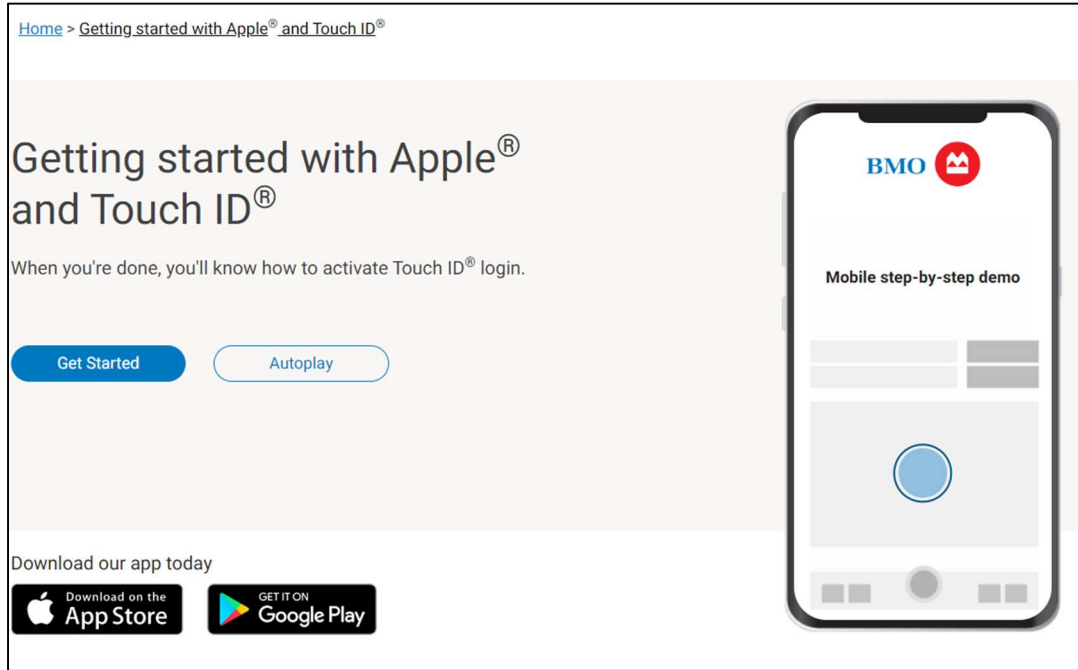 Home > Getting started with Apple® and Touch ID®
Getting started with Apple®
and Touch ID®
When you're done, you'll know how to activate Touch ID® login.
Get Started
Autoplay
BMO
Mobile step-by-step demo
Download our app today
Download on the
App Store
GET IT ON
Google Play